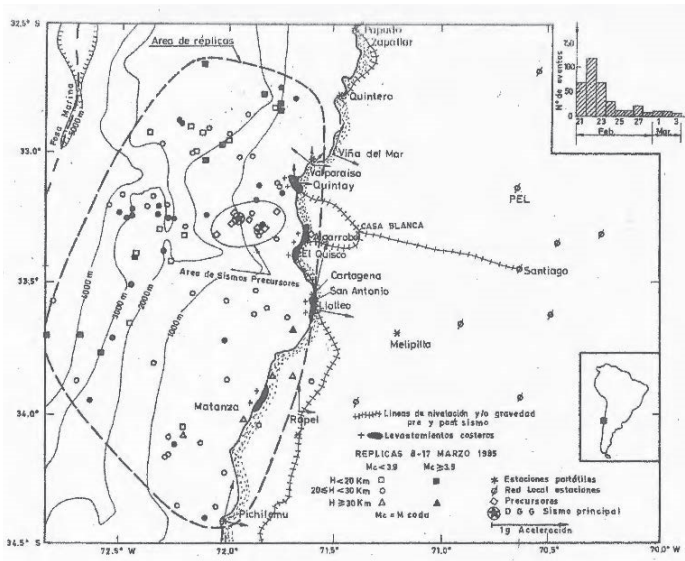 32.5° S
33.0°
33.5°
34.0°
34.5° S
72.5° W
72.0°
71.5°
71.0°
70.5°
70.0° W
Fosa Marina
5000m
Area de réplicas
Papudo
Zapallar
Quintero
Viña del Mar
Valparaiso
Quintay
CASA BLANCA
Algarrobo
El Quisco
Cartagena
San Antonio
Llolleo
Area de Sismos Precursores
4000m
3000m
2000m
1000m
PEL
Santiago
Melipilla
Matanza
Rapel
Pichilemu
Nº de eventos
150
100
50
0
21 23 25 27 1 3
Feb. Mar.
Lineas de nivelación y/o gravedad
pre y post sismo
Levantamientos costeros
REPLICAS 8-17 MARZO 1985
Mc < 3.9 Mc ≥ 3.9
H < 20 Km
20 ≤ H < 30 Km
H ≥ 30 Km
Mc = M coda
Estaciones portátiles
Red Local estaciones
Precursores
D G G Sismo principal
1g Aceleración